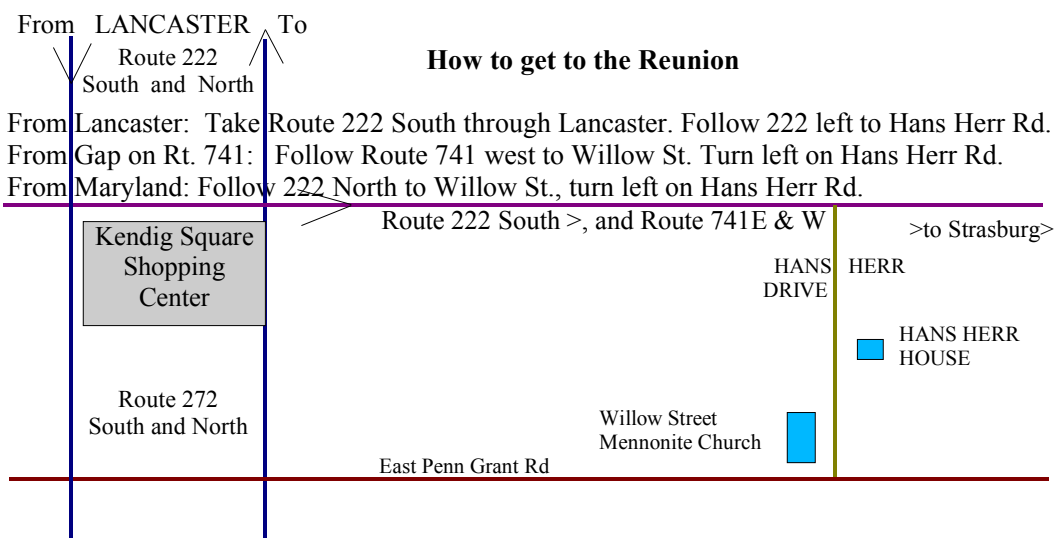 From LANCASTER To
Route 222
South and North
How to get to the Reunion
From Lancaster: Take Route 222 South through Lancaster. Follow 222 left to Hans Herr Rd.
From Gap on Rt. 741: Follow Route 741 west to Willow St. Turn left on Hans Herr Rd.
From Maryland: Follow 222 North to Willow St., turn left on Hans Herr Rd.
Route 222 South >, and Route 741E & W
>to Strasburg>
Kendig Square
Shopping
Center
HANS HERR
DRIVE
HANS HERR
HOUSE
Route 272
South and North
Willow Street
Mennonite Church
East Penn Grant Rd